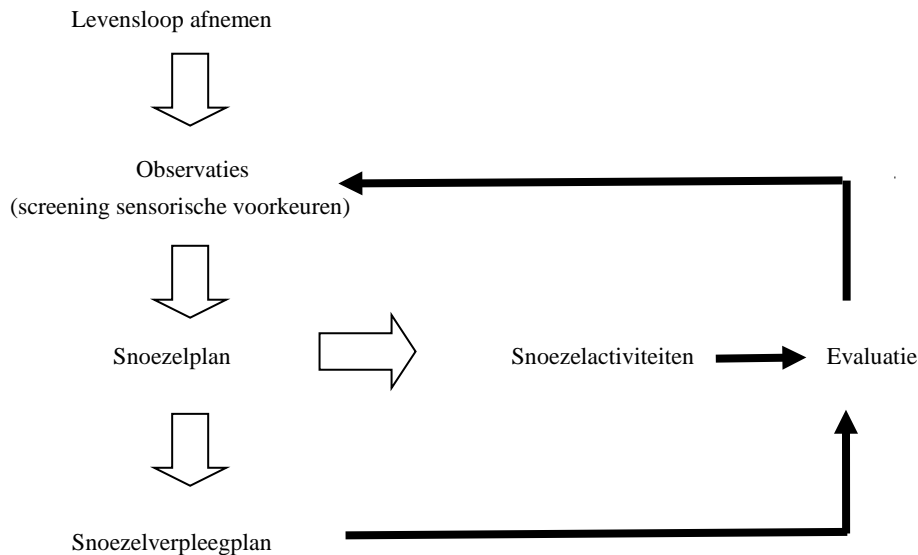 Levensloop afnemen
Observaties
(screening sensorische voorkeuren)
Snoezelplan
Snoezelactiviteiten
Evaluatie
Snoezelverpleegplan